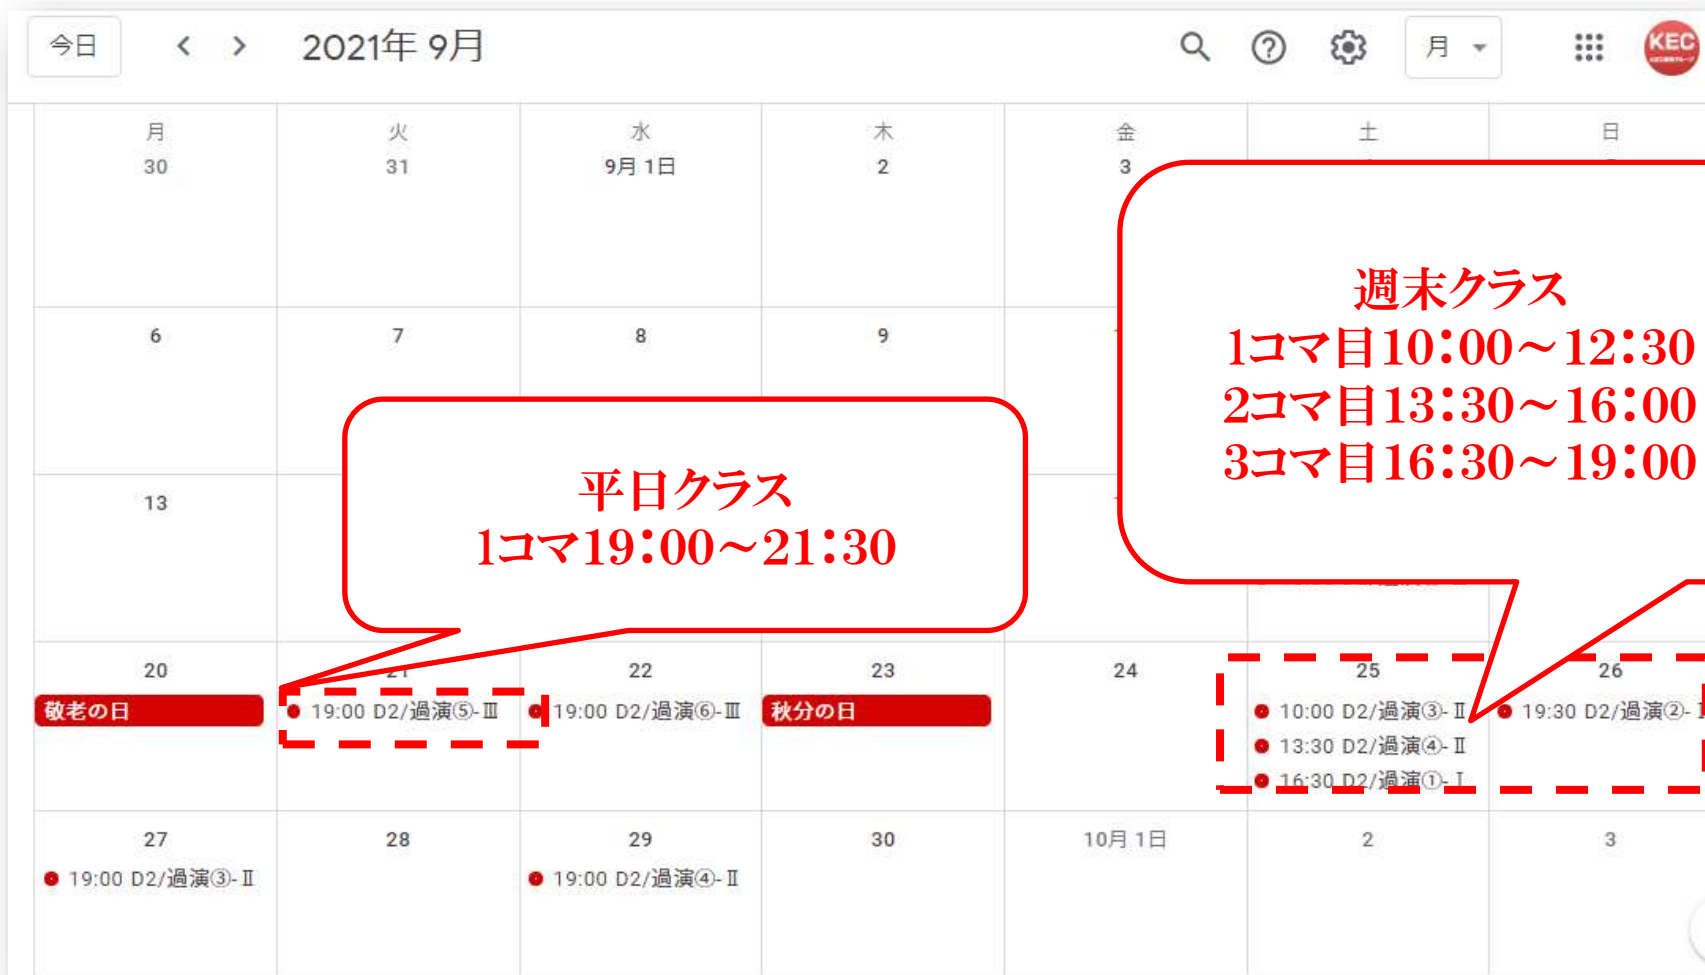 今日 < > 2021年 9月 月 KEC
月 火 水 木 金 土 日
30 31 9月 1日 2 3
週末クラス
1コマ目10:00～12:30
2コマ目13:30～16:00
3コマ目16:30～19:00
6 7 8 9
平日クラス
1コマ19:00～21:30
13
20 21 22 23 24 25 26
敬老の日 19:00 D2/過演⑤-Ⅲ 19:00 D2/過演⑥-Ⅲ 秋分の日 10:00 D2/過演③-Ⅱ 19:30 D2/過演②-
13:30 D2/過演④-Ⅱ
16:30 D2/過演①-Ⅰ
27 28 29 30 10月 1日 2 3
19:00 D2/過演③-Ⅱ 19:00 D2/過演④-Ⅱ